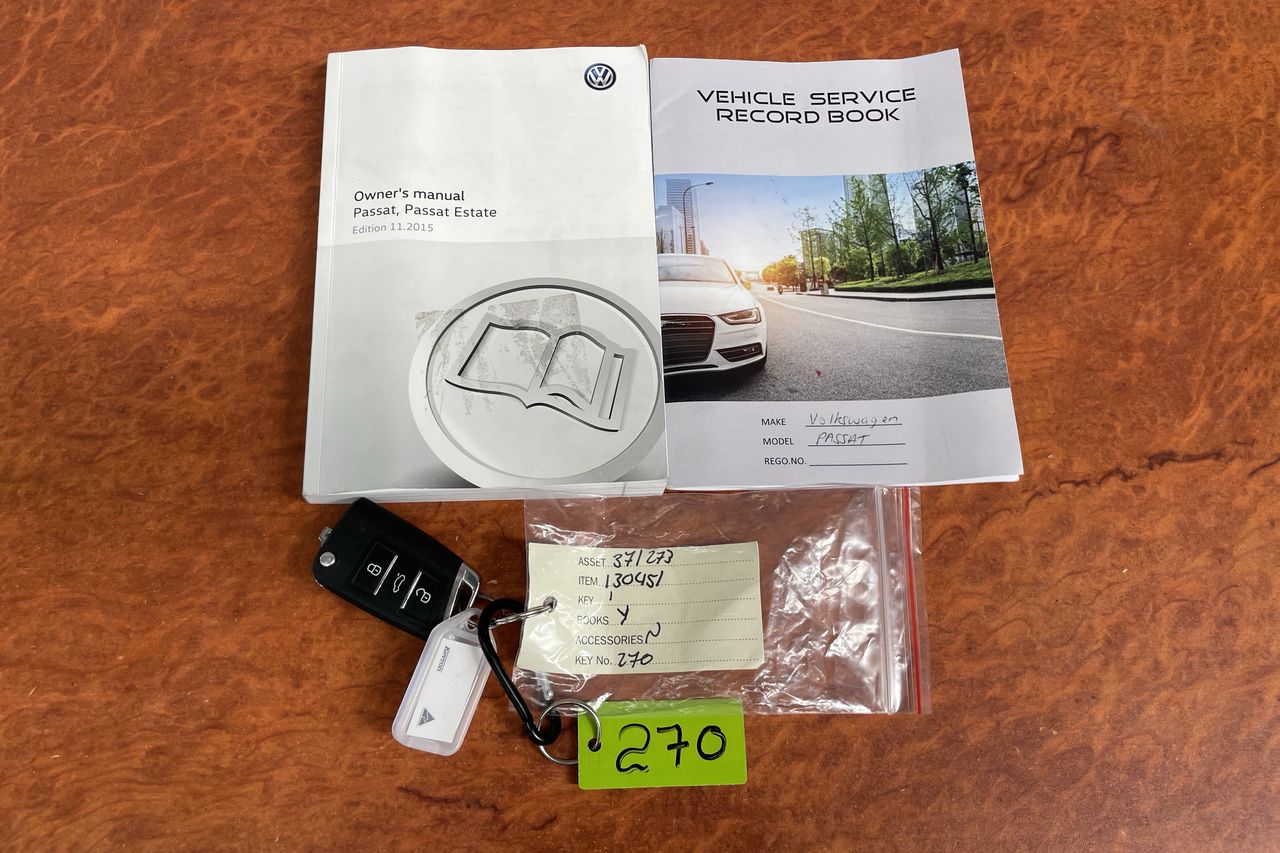 Owner's manual
Passat, Passat Estate
Edition 11.2015
VEHICLE SERVICE
RECORD BOOK
MAKE Volkswagen
MODEL PASSAT
REGO.NO.
ASSET 371273
ITEM 130451
KEY 1
BOOKS Y
ACCESSORIES N
KEY No. 270
Kevron
270